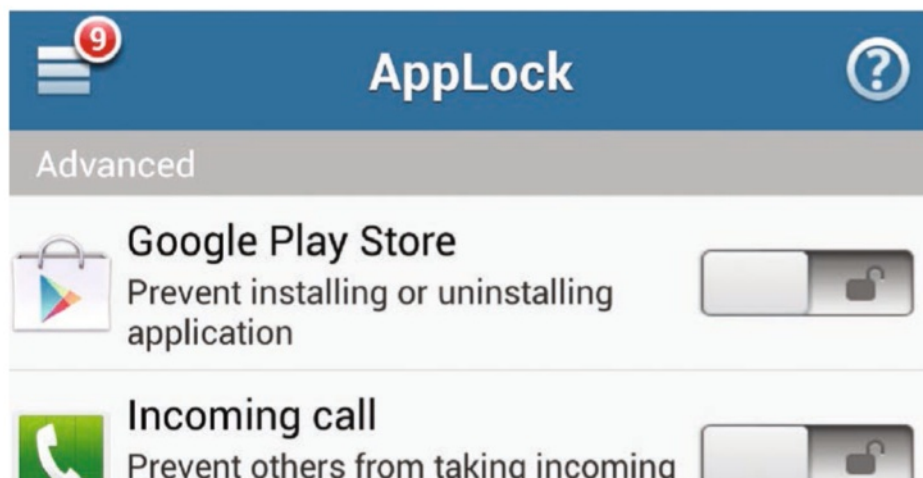 9
AppLock
?
Advanced
Google Play Store
Prevent installing or uninstalling
application
Incoming call
Prevent others from taking incoming